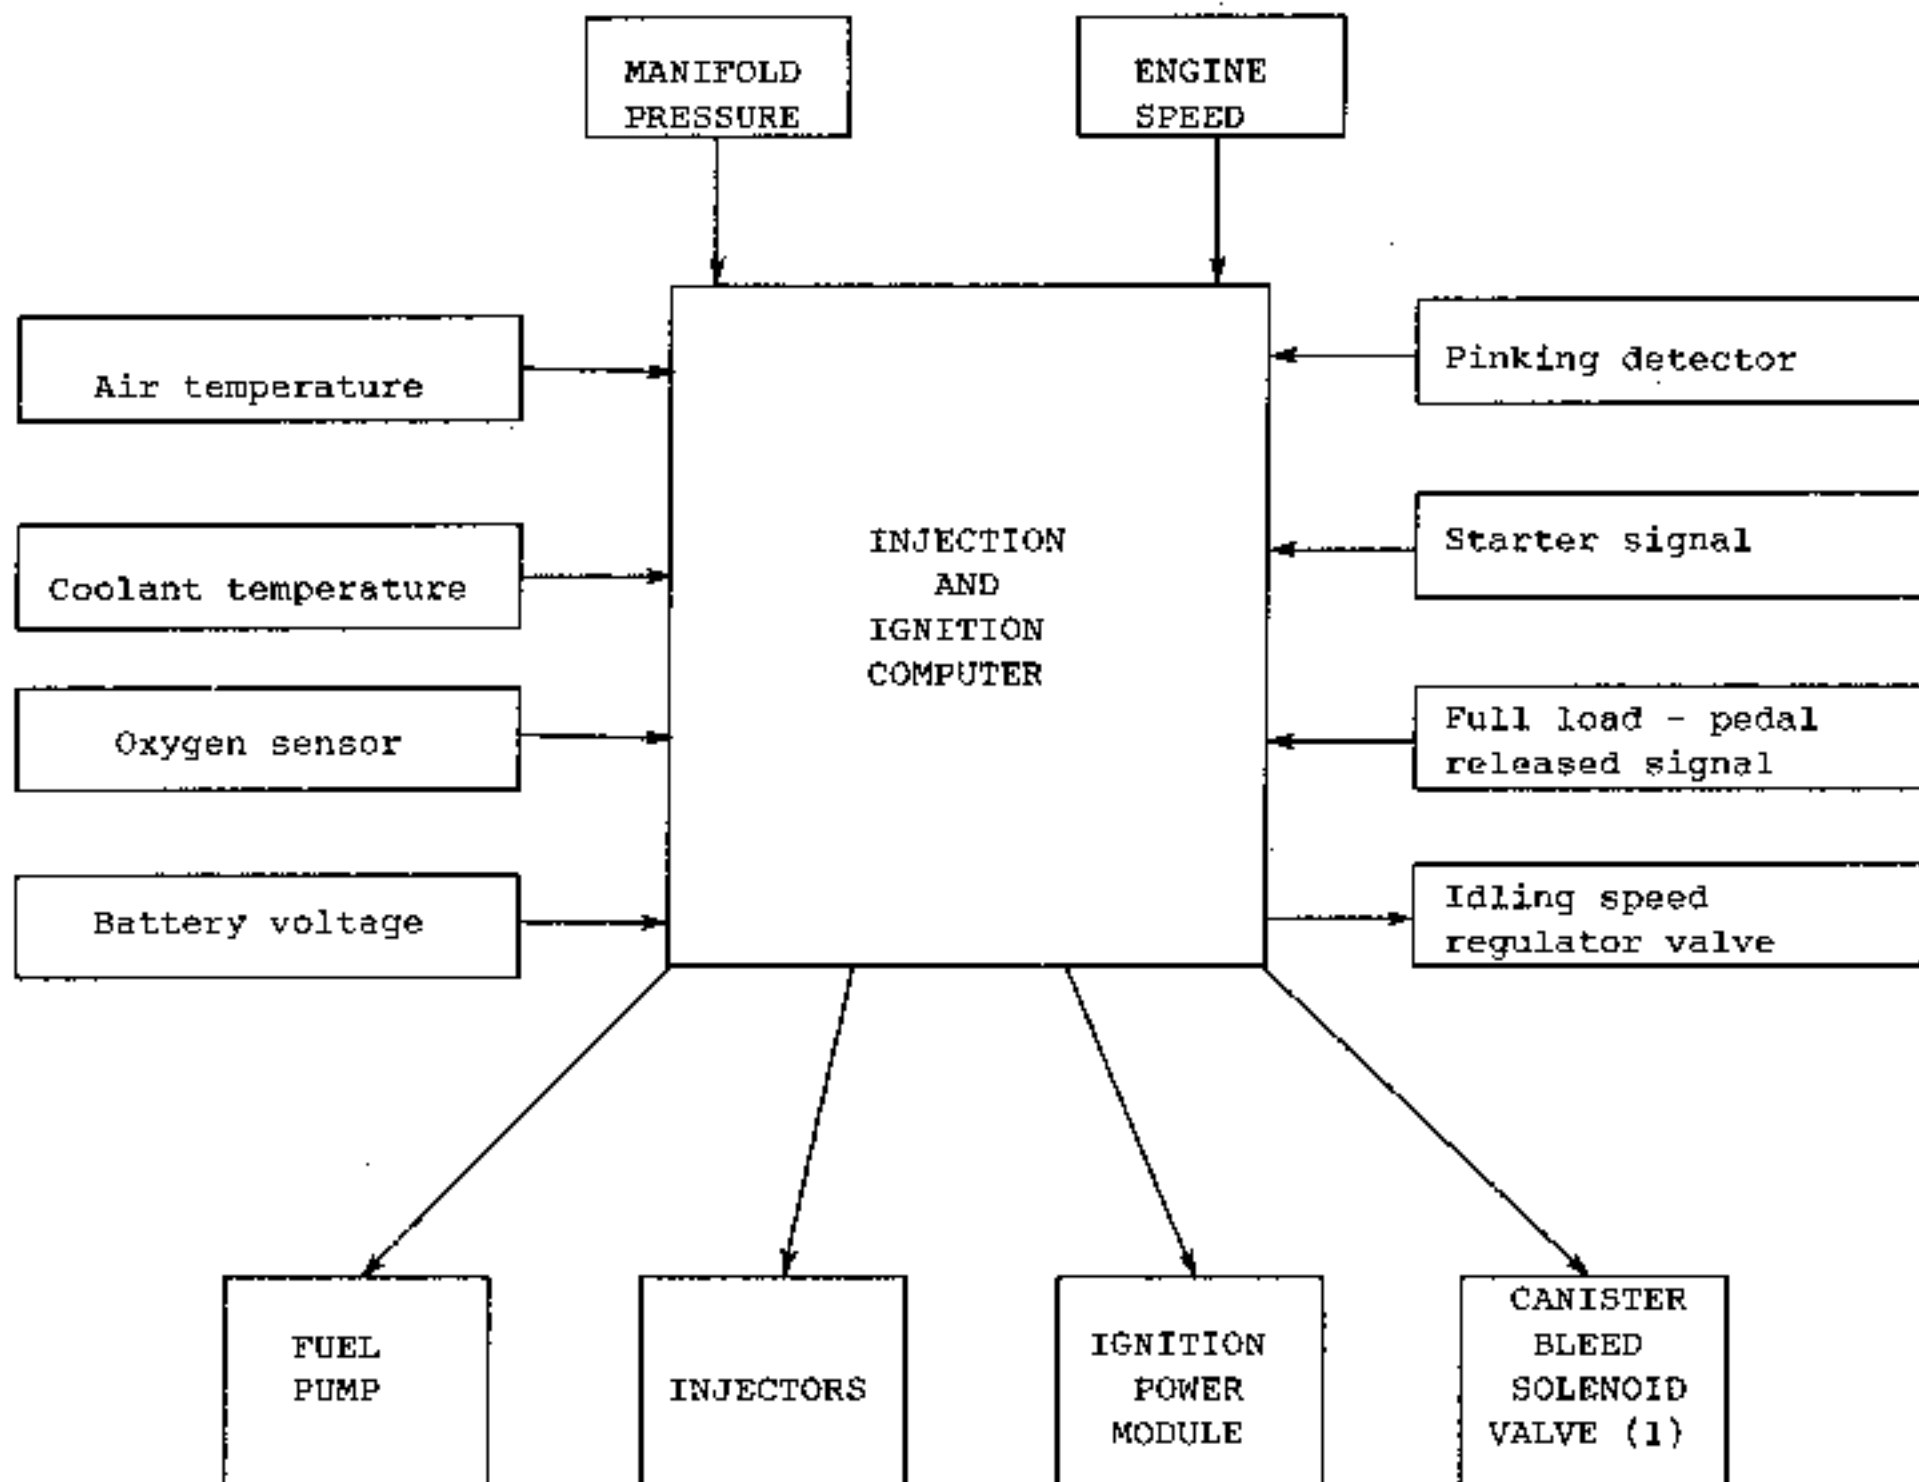 MANIFOLD
PRESSURE
ENGINE
SPEED
Air temperature
Coolant temperature
Oxygen sensor
Battery voltage
INJECTION
AND
IGNITION
COMPUTER
Pinking detector
Starter signal
Full load - pedal
released signal
Idling speed
regulator valve
FUEL
PUMP
INJECTORS
IGNITION
POWER
MODULE
CANISTER
BLEED
SOLENOID
VALVE (1)